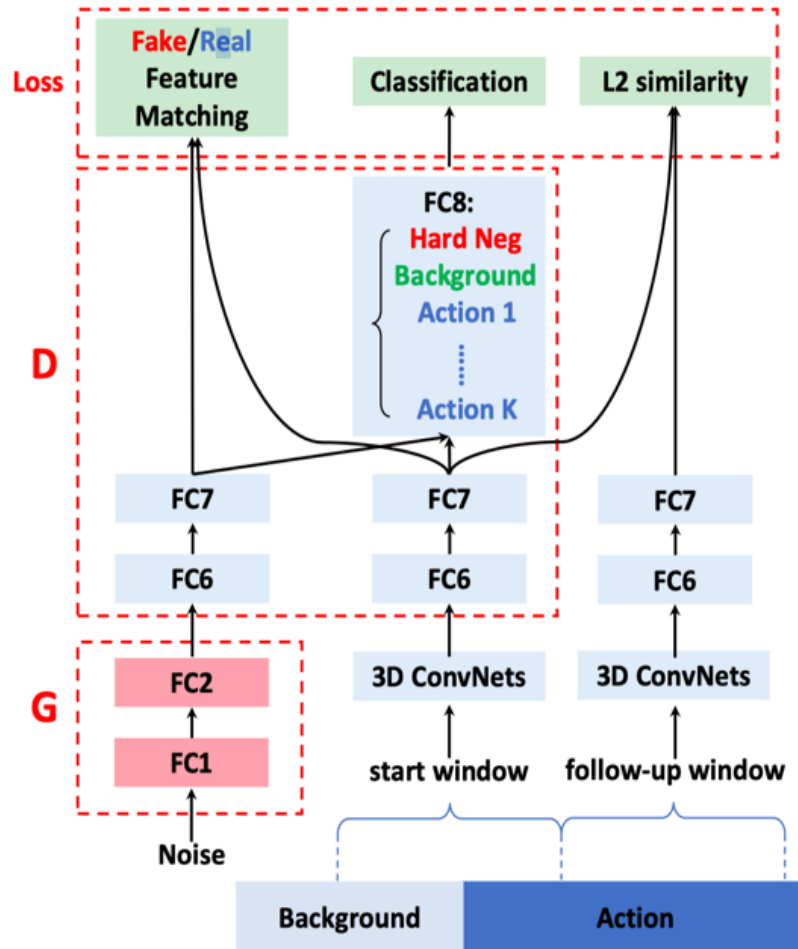 Fake/Real
Feature
Matching
Loss
Classification
L2 similarity
FC8:
Hard Neg
Background
Action 1
Action K
D
FC7
FC7
FC7
FC6
FC6
FC6
G
FC2
3D ConvNets
3D ConvNets
FC1
start window
follow-up window
Noise
Background
Action